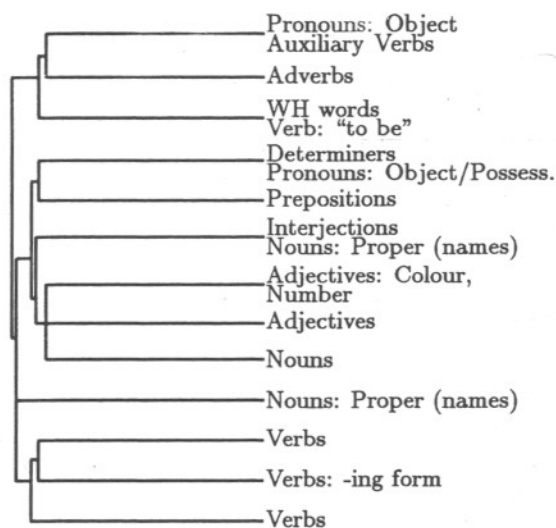 Pronouns: Object
Auxiliary Verbs
Adverbs
WH words
Verb: "to be"
Determiners
Pronouns: Object/Possess.
Prepositions
Interjections
Nouns: Proper (names)
Adjectives: Colour,
Number
Adjectives
Nouns
Nouns: Proper (names)
Verbs
Verbs: -ing form
Verbs